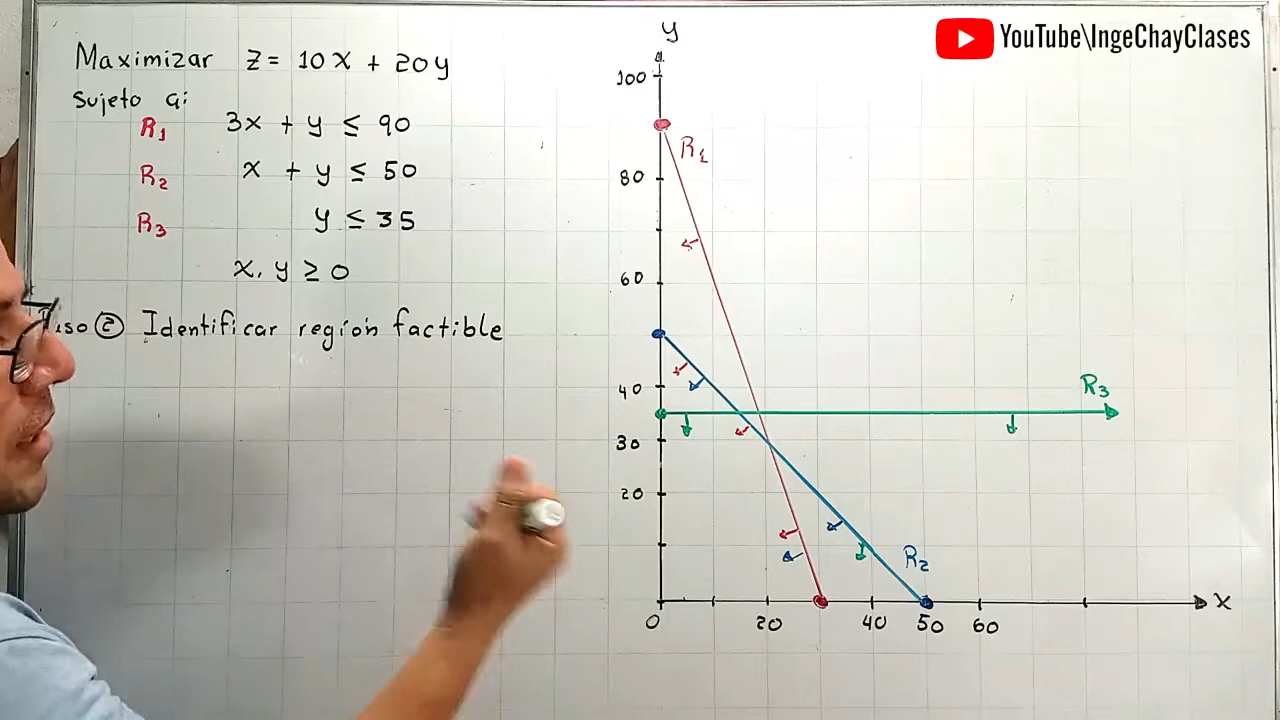 Maximizar z = 10x + 20y
Sujeto a:
R1 3x + y ≤ 90
R2 x + y ≤ 50
R3 y ≤ 35
x, y ≥ 0
② Identificar región factible
YouTube\IngeChayClases
y
100
R1
80
60
40
R3
30
20
R2
x
0 20 40 50 60